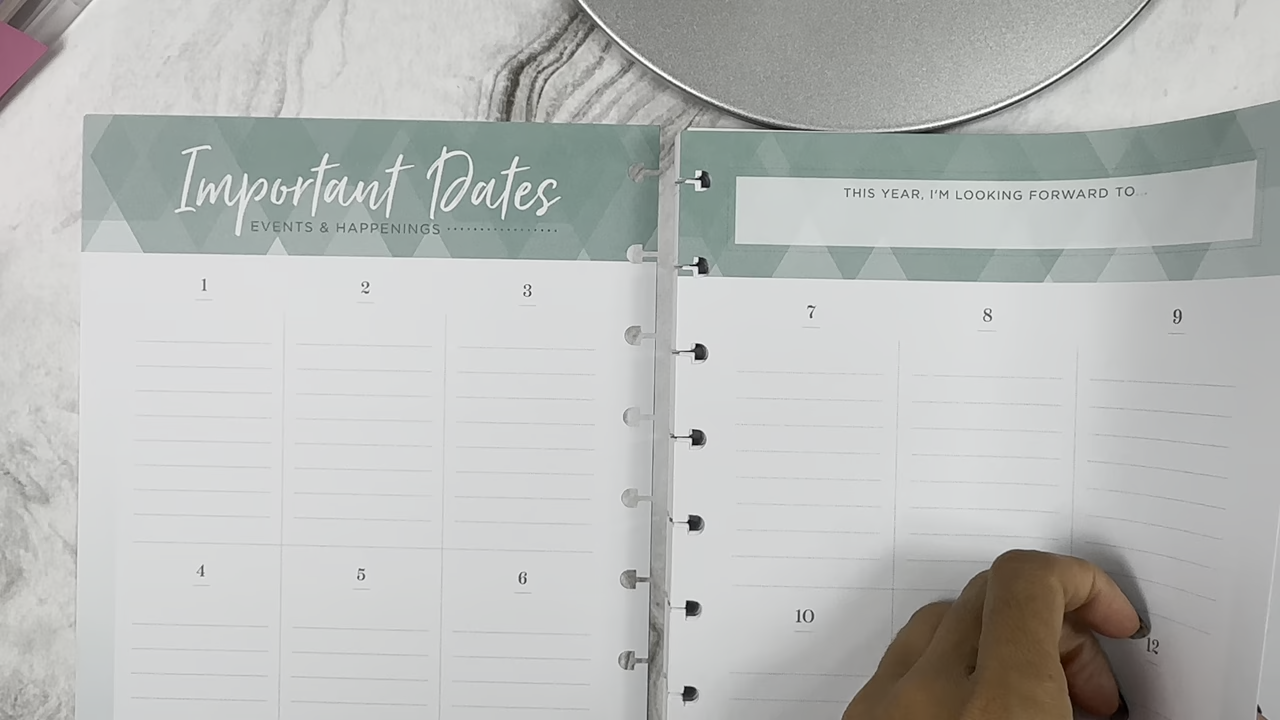 Important Dates
EVENTS & HAPPENINGS
1 2 3
4 5 6
THIS YEAR, I'M LOOKING FORWARD TO...
7 8 9
10 12